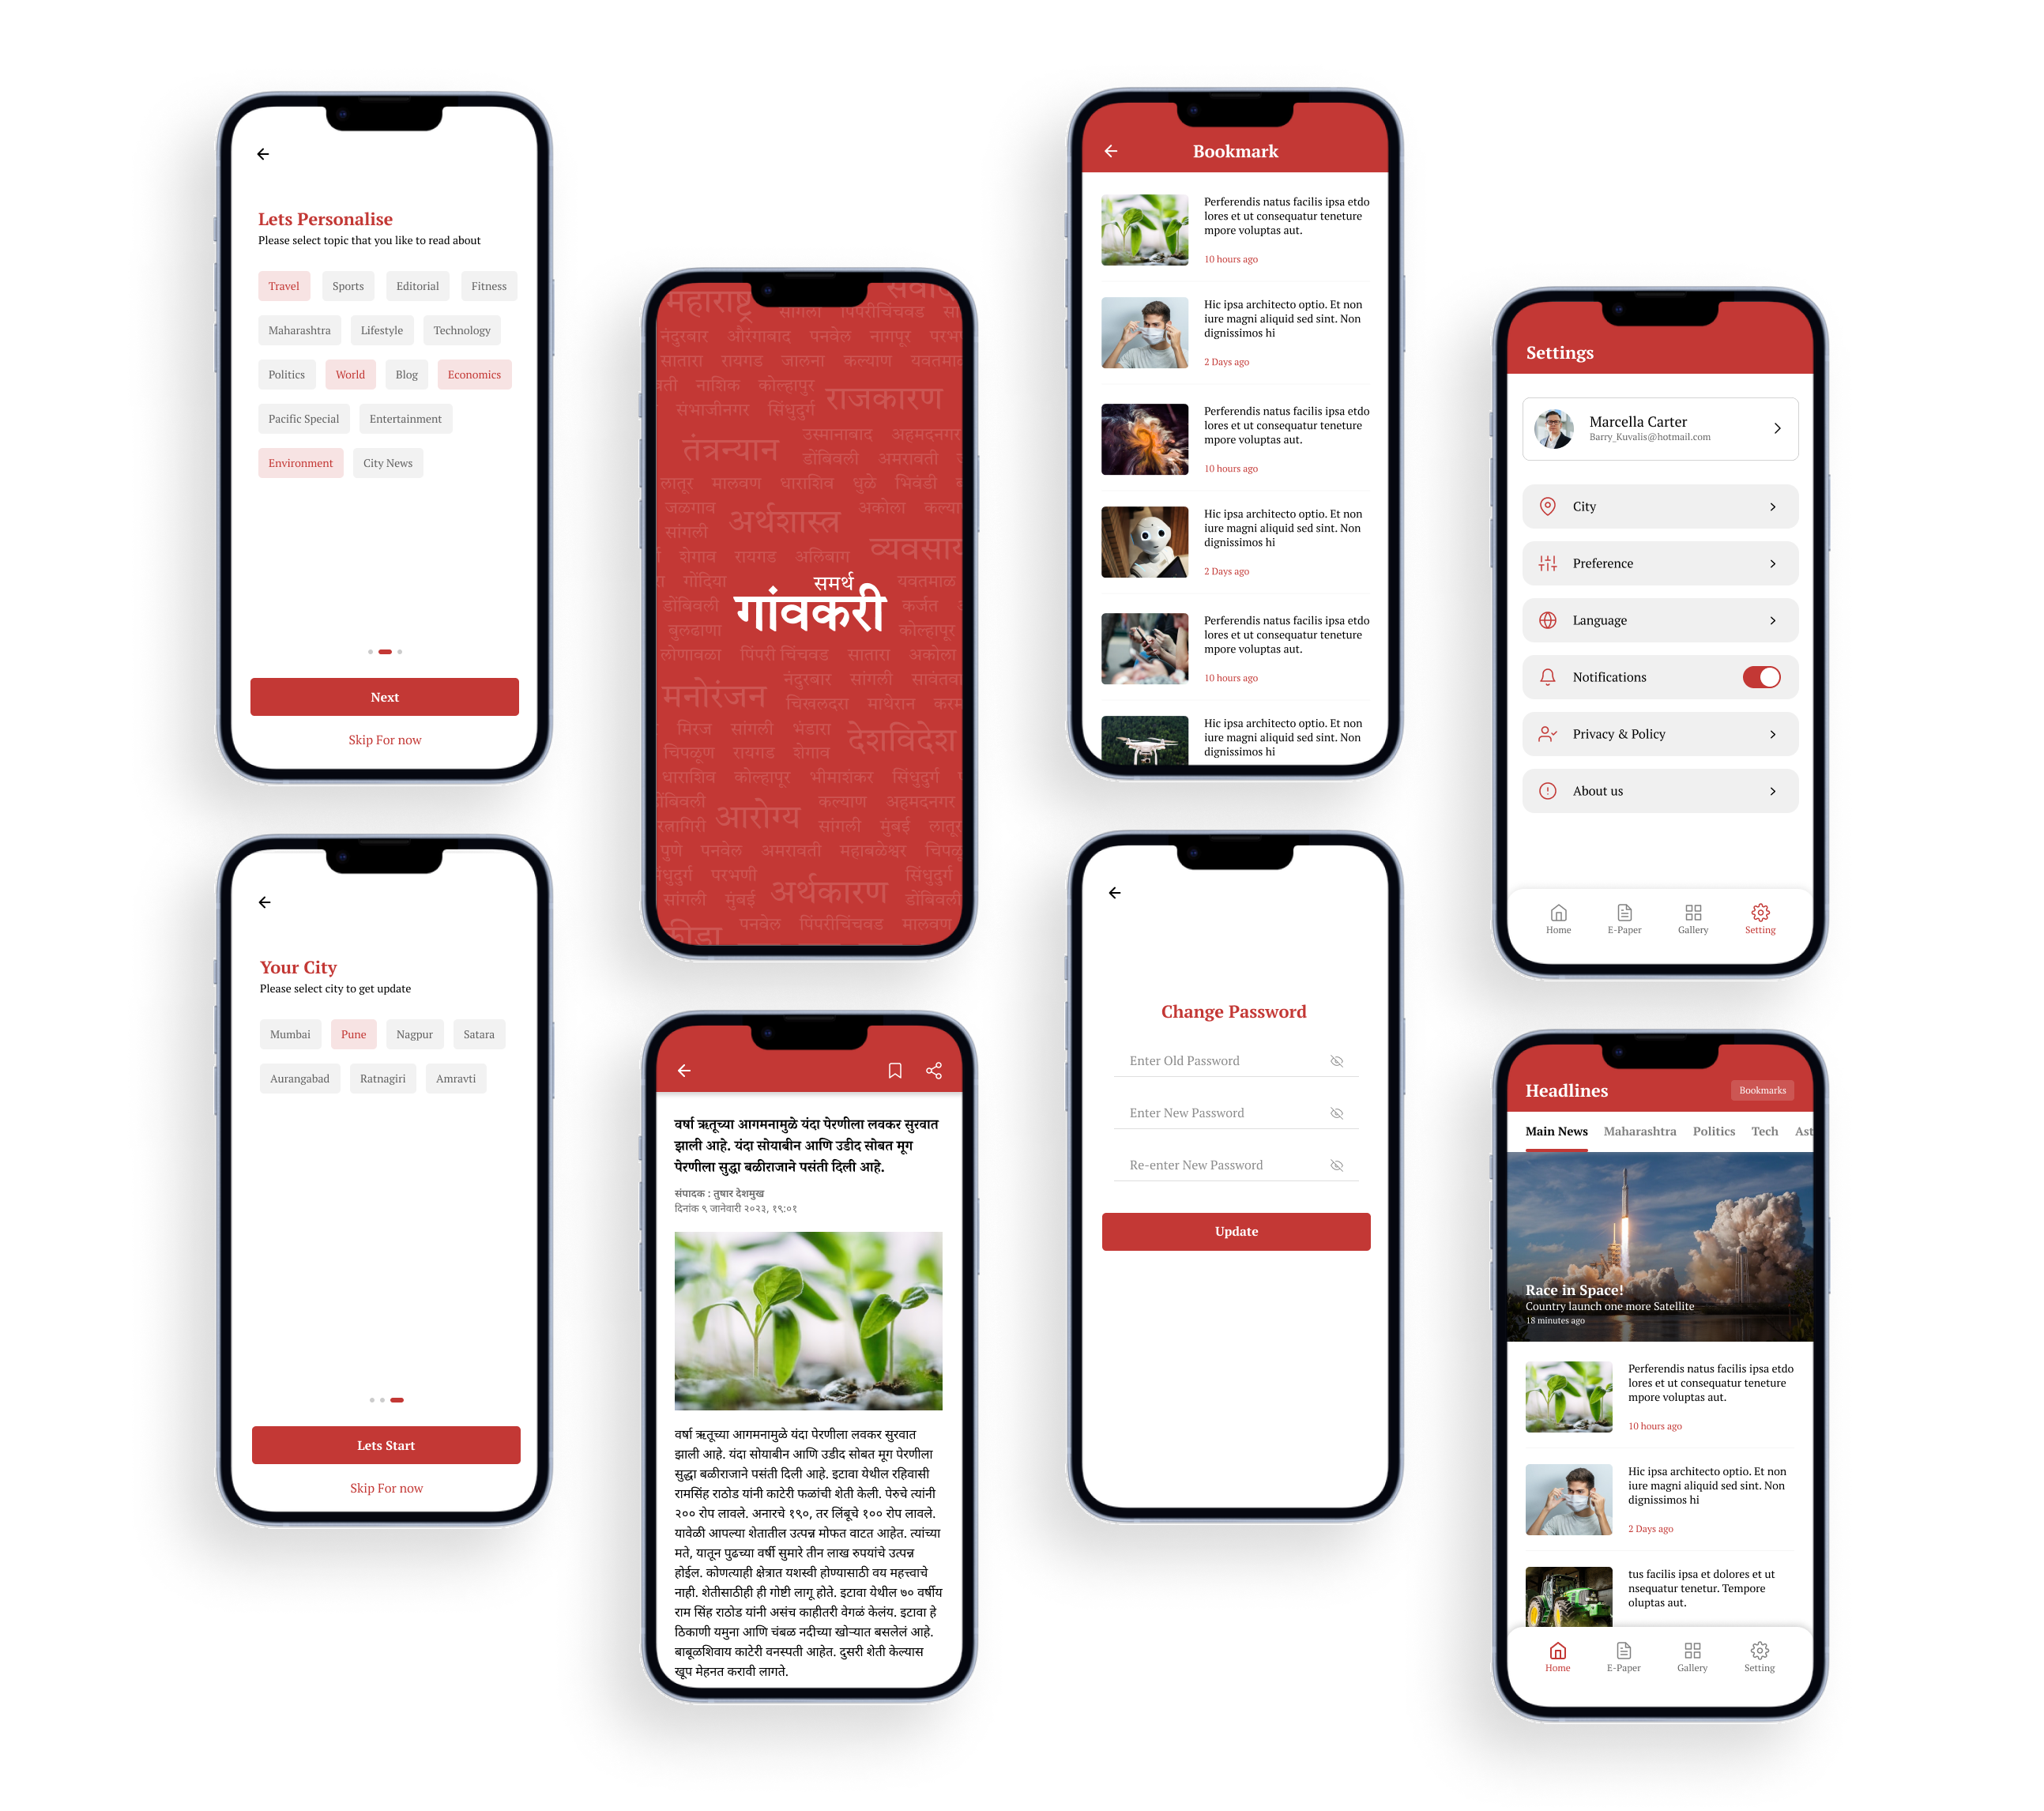 Lets Personalise
Please select topic that you like to read about
Travel Sports Editorial Fitness
Maharashtra Lifestyle Technology
Politics World Blog Economics
Pacific Special Entertainment
Environment City News
Next
Skip For now
Your City
Please select city to get update
Mumbai Pune Nagpur Satara
Aurangabad Ratnagiri Amravti
Lets Start
Skip For now
महाराष्ट्र
सांगली पिंपरीचिंचवड
नंदुरबार औरंगाबाद पनवेल नागपूर
सातारा रायगड जालना कल्याण यवतमाळ
नाशिक कोल्हापुर
संभाजीनगर सिंधुदुर्ग राजकारण
तंत्रन्यान उस्मानाबाद अहमदनगर
डोंबिवली अमरावती
लातूर मालवण धाराशिव धुळे भिवंडी
जळगाव अर्थशास्त्र अकोला
सांगली
शेगाव रायगड अलिबाग व्यवसाय
गोंदिया समर्थ यवतमाळ
डोंबिवली गांवकरी कर्जत
बुलढाणा कोल्हापूर
लोणावळा पिंपरी चिंचवड सातारा अकोला
मनोरंजन नंदुरबार सांगली
चिखलदरा माथेरान
मिरज सांगली भंडारा देशविदेश
चिपळूण रायगड शेगाव
धाराशिव कोल्हापूर भीमाशंकर सिंधुदुर्ग
कल्याण अहमदनगर
आरोग्य सांगली मुंबई लातूर
पुणे पनवेल अमरावती महाबळेश्वर
परभणी अर्थकारण सिंधुदुर्ग
सांगली मुंबई डोंबिवली
पनवेल पिंपरीचिंचवड मालवण
वर्षा ऋतूच्या आगमनामुळे यंदा पेरणीला लवकर सुरवात
झाली आहे. यंदा सोयाबीन आणि उडीद सोबत मूग
पेरणीला सुद्धा बळीराजाने पसंती दिली आहे.
संपादक : तुषार देशमुख
दिनांक ९ जानेवारी २०२३, १९:०१
वर्षा ऋतूच्या आगमनामुळे यंदा पेरणीला लवकर सुरवात
झाली आहे. यंदा सोयाबीन आणि उडीद सोबत मूग पेरणीला
सुद्धा बळीराजाने पसंती दिली आहे. इटावा येथील रहिवासी
रामसिंह राठोड यांनी काटेरी फळांची शेती केली. पेरुचे त्यांनी
२०० रोप लावले. अनारचे १९०, तर लिंबूचे १०० रोप लावले.
यावेळी आपल्या शेतातील उत्पन्न मोफत वाटत आहेत. त्यांच्या
मते, यातून पुढच्या वर्षी सुमारे तीन लाख रुपयांचे उत्पन्न
होईल. कोणत्याही क्षेत्रात यशस्वी होण्यासाठी वय महत्त्वाचे
नाही. शेतीसाठीही ही गोष्टी लागू होते. इटावा येथील ७० वर्षीय
राम सिंह राठोड यांनी असंच काहीतरी वेगळं केलंय. इटावा हे
ठिकाणी यमुना आणि चंबळ नदीच्या खोऱ्यात बसलेलं आहे.
बाबूळशिवाय काटेरी वनस्पती आहेत. दुसरी शेती केल्यास
खूप मेहनत करावी लागते.
Bookmark
Perferendis natus facilis ipsa etdo
lores et ut consequatur teneture
mpore voluptas aut.
10 hours ago
Hic ipsa architecto optio. Et non
iure magni aliquid sed sint. Non
dignissimos hi
2 Days ago
Perferendis natus facilis ipsa etdo
lores et ut consequatur teneture
mpore voluptas aut.
10 hours ago
Hic ipsa architecto optio. Et non
iure magni aliquid sed sint. Non
dignissimos hi
2 Days ago
Perferendis natus facilis ipsa etdo
lores et ut consequatur teneture
mpore voluptas aut.
10 hours ago
Hic ipsa architecto optio. Et non
iure magni aliquid sed sint. Non
dignissimos hi
Change Password
Enter Old Password
Enter New Password
Re-enter New Password
Update
Settings
Marcella Carter
Barry_Kuvalis@hotmail.com
City
Preference
Language
Notifications
Privacy & Policy
About us
Home E-Paper Gallery Setting
Headlines Bookmarks
Main News Maharashtra Politics Tech Ast
Race in Space!
Country launch one more Satellite
18 minutes ago
Perferendis natus facilis ipsa etdo
lores et ut consequatur teneture
mpore voluptas aut.
10 hours ago
Hic ipsa architecto optio. Et non
iure magni aliquid sed sint. Non
dignissimos hi
2 Days ago
tus facilis ipsa et dolores et ut
nsequatur tenetur. Tempore
oluptas aut.
Home E-Paper Gallery Setting